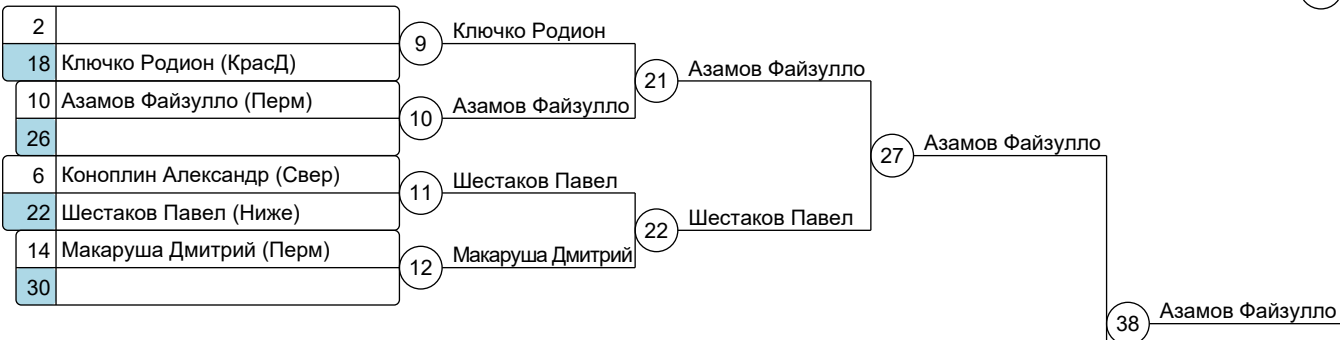 2
18 Ключко Родион (КрасД)
10 Азамов Файзулло (Перм)
26
6 Коноплин Александр (Свер)
22 Шестаков Павел (Ниже)
14 Макаруша Дмитрий (Перм)
30
9 Ключко Родион
10 Азамов Файзулло
11 Шестаков Павел
12 Макаруша Дмитрий
21 Азамов Файзулло
22 Шестаков Павел
27 Азамов Файзулло
38 Азамов Файзулло